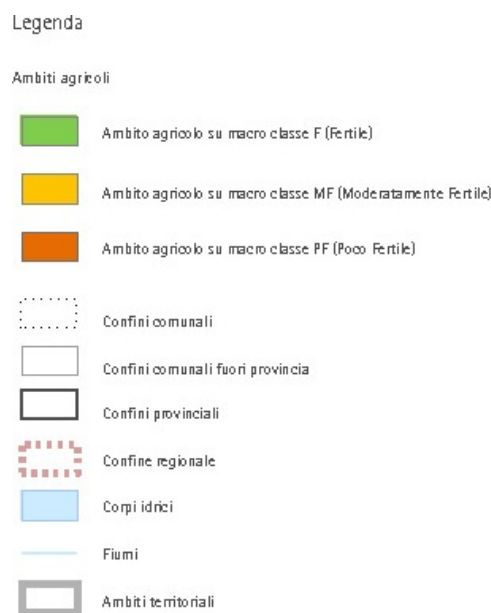 Legenda
Ambiti agricoli
Ambito agricolo su macro classe F (Fertile)
Ambito agricolo su macro classe MF (Moderatamente Fertile)
Ambito agricolo su macro classe PF (Poco Fertile)
Confini comunali
Confini comunali fuori provincia
Confini provinciali
Confine regionale
Corpi idrici
Fiumi
Ambiti territoriali